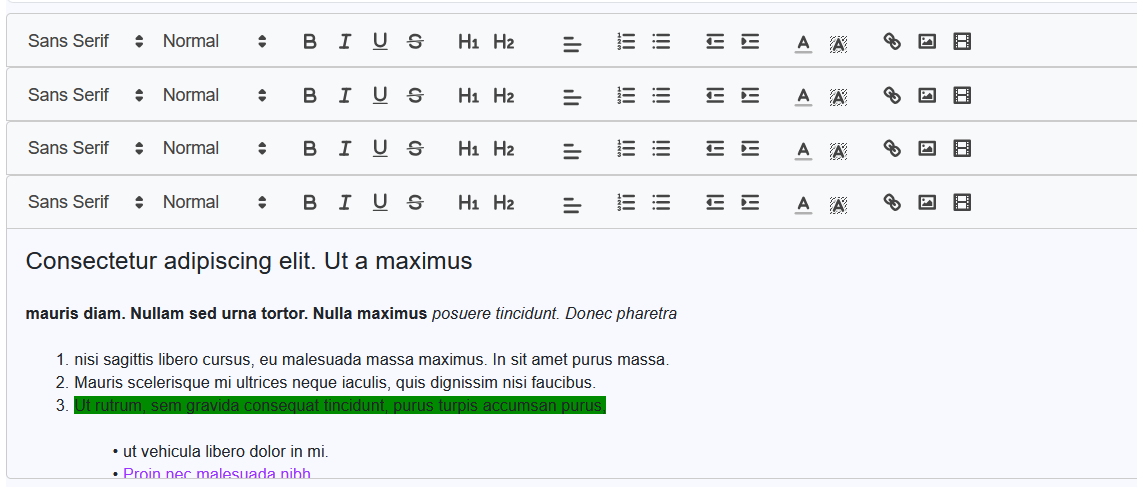 Sans Serif Normal B I U S H1 H2 A A
Sans Serif Normal B I U S H1 H2 A A
Sans Serif Normal B I U S H1 H2 A A
Sans Serif Normal B I U S H1 H2 A A
Consectetur adipiscing elit. Ut a maximus
mauris diam. Nullam sed urna tortor. Nulla maximus posuere tincidunt. Donec pharetra
1. nisi sagittis libero cursus, eu malesuada massa maximus. In sit amet purus massa.
2. Mauris scelerisque mi ultrices neque iaculis, quis dignissim nisi faucibus.
3. Ut rutrum, sem gravida consequat tincidunt, purus turpis accumsan purus,
• ut vehicula libero dolor in mi.
• Proin nec malesuada nibh